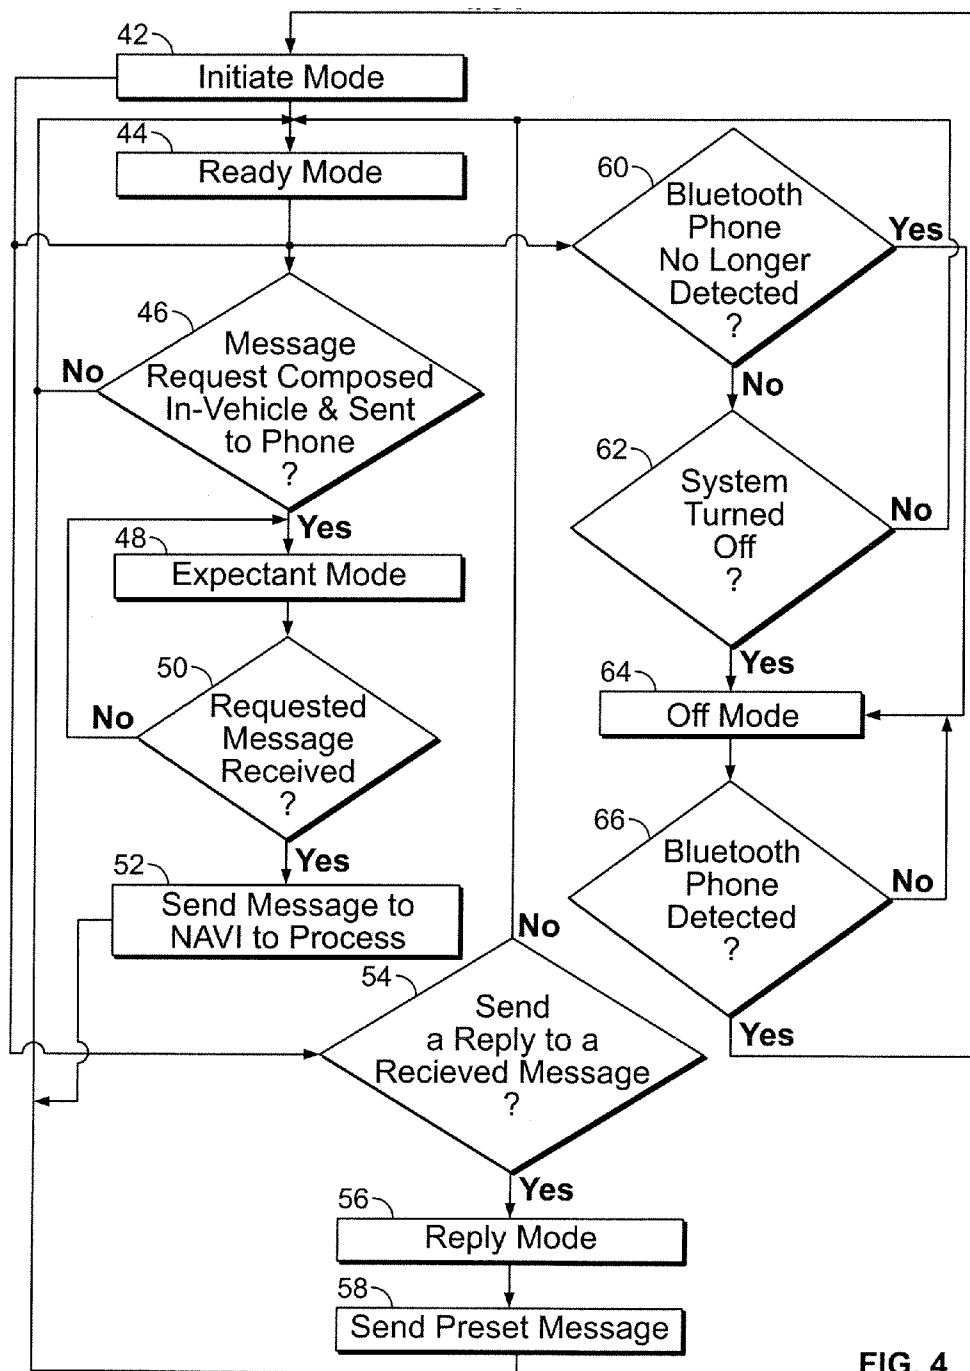 42
Initiate Mode
44
Ready Mode
46
Message
Request Composed
In-Vehicle & Sent
to Phone
?
No
Yes
48
Expectant Mode
50
Requested
Message
Received
?
No
Yes
52
Send Message to
NAVI to Process
54
Send
a Reply to a
Recieved Message
?
No
Yes
56
Reply Mode
58
Send Preset Message
60
Bluetooth
Phone
No Longer
Detected
?
Yes
No
62
System
Turned
Off
?
No
Yes
64
Off Mode
66
Bluetooth
Phone
Detected
?
No
Yes
FIG. 4